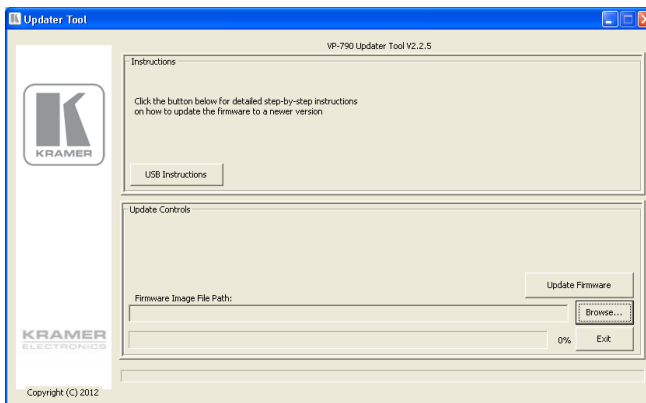 Updater Tool
VP-790 Updater Tool V2.2.5
Instructions
Click the button below for detailed step-by-step instructions
on how to update the firmware to a newer version
KRAMER
USB Instructions
Update Controls
Update Firmware
Firmware Image File Path:
Browse...
KRAMER
ELECTRONICS
0%
Exit
Copyright (C) 2012